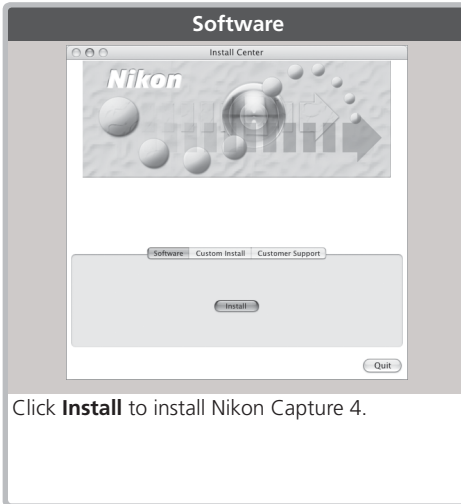 Software
Install Center
Nikon
Software Custom Install Customer Support
Install
Quit
Click Install to install Nikon Capture 4.